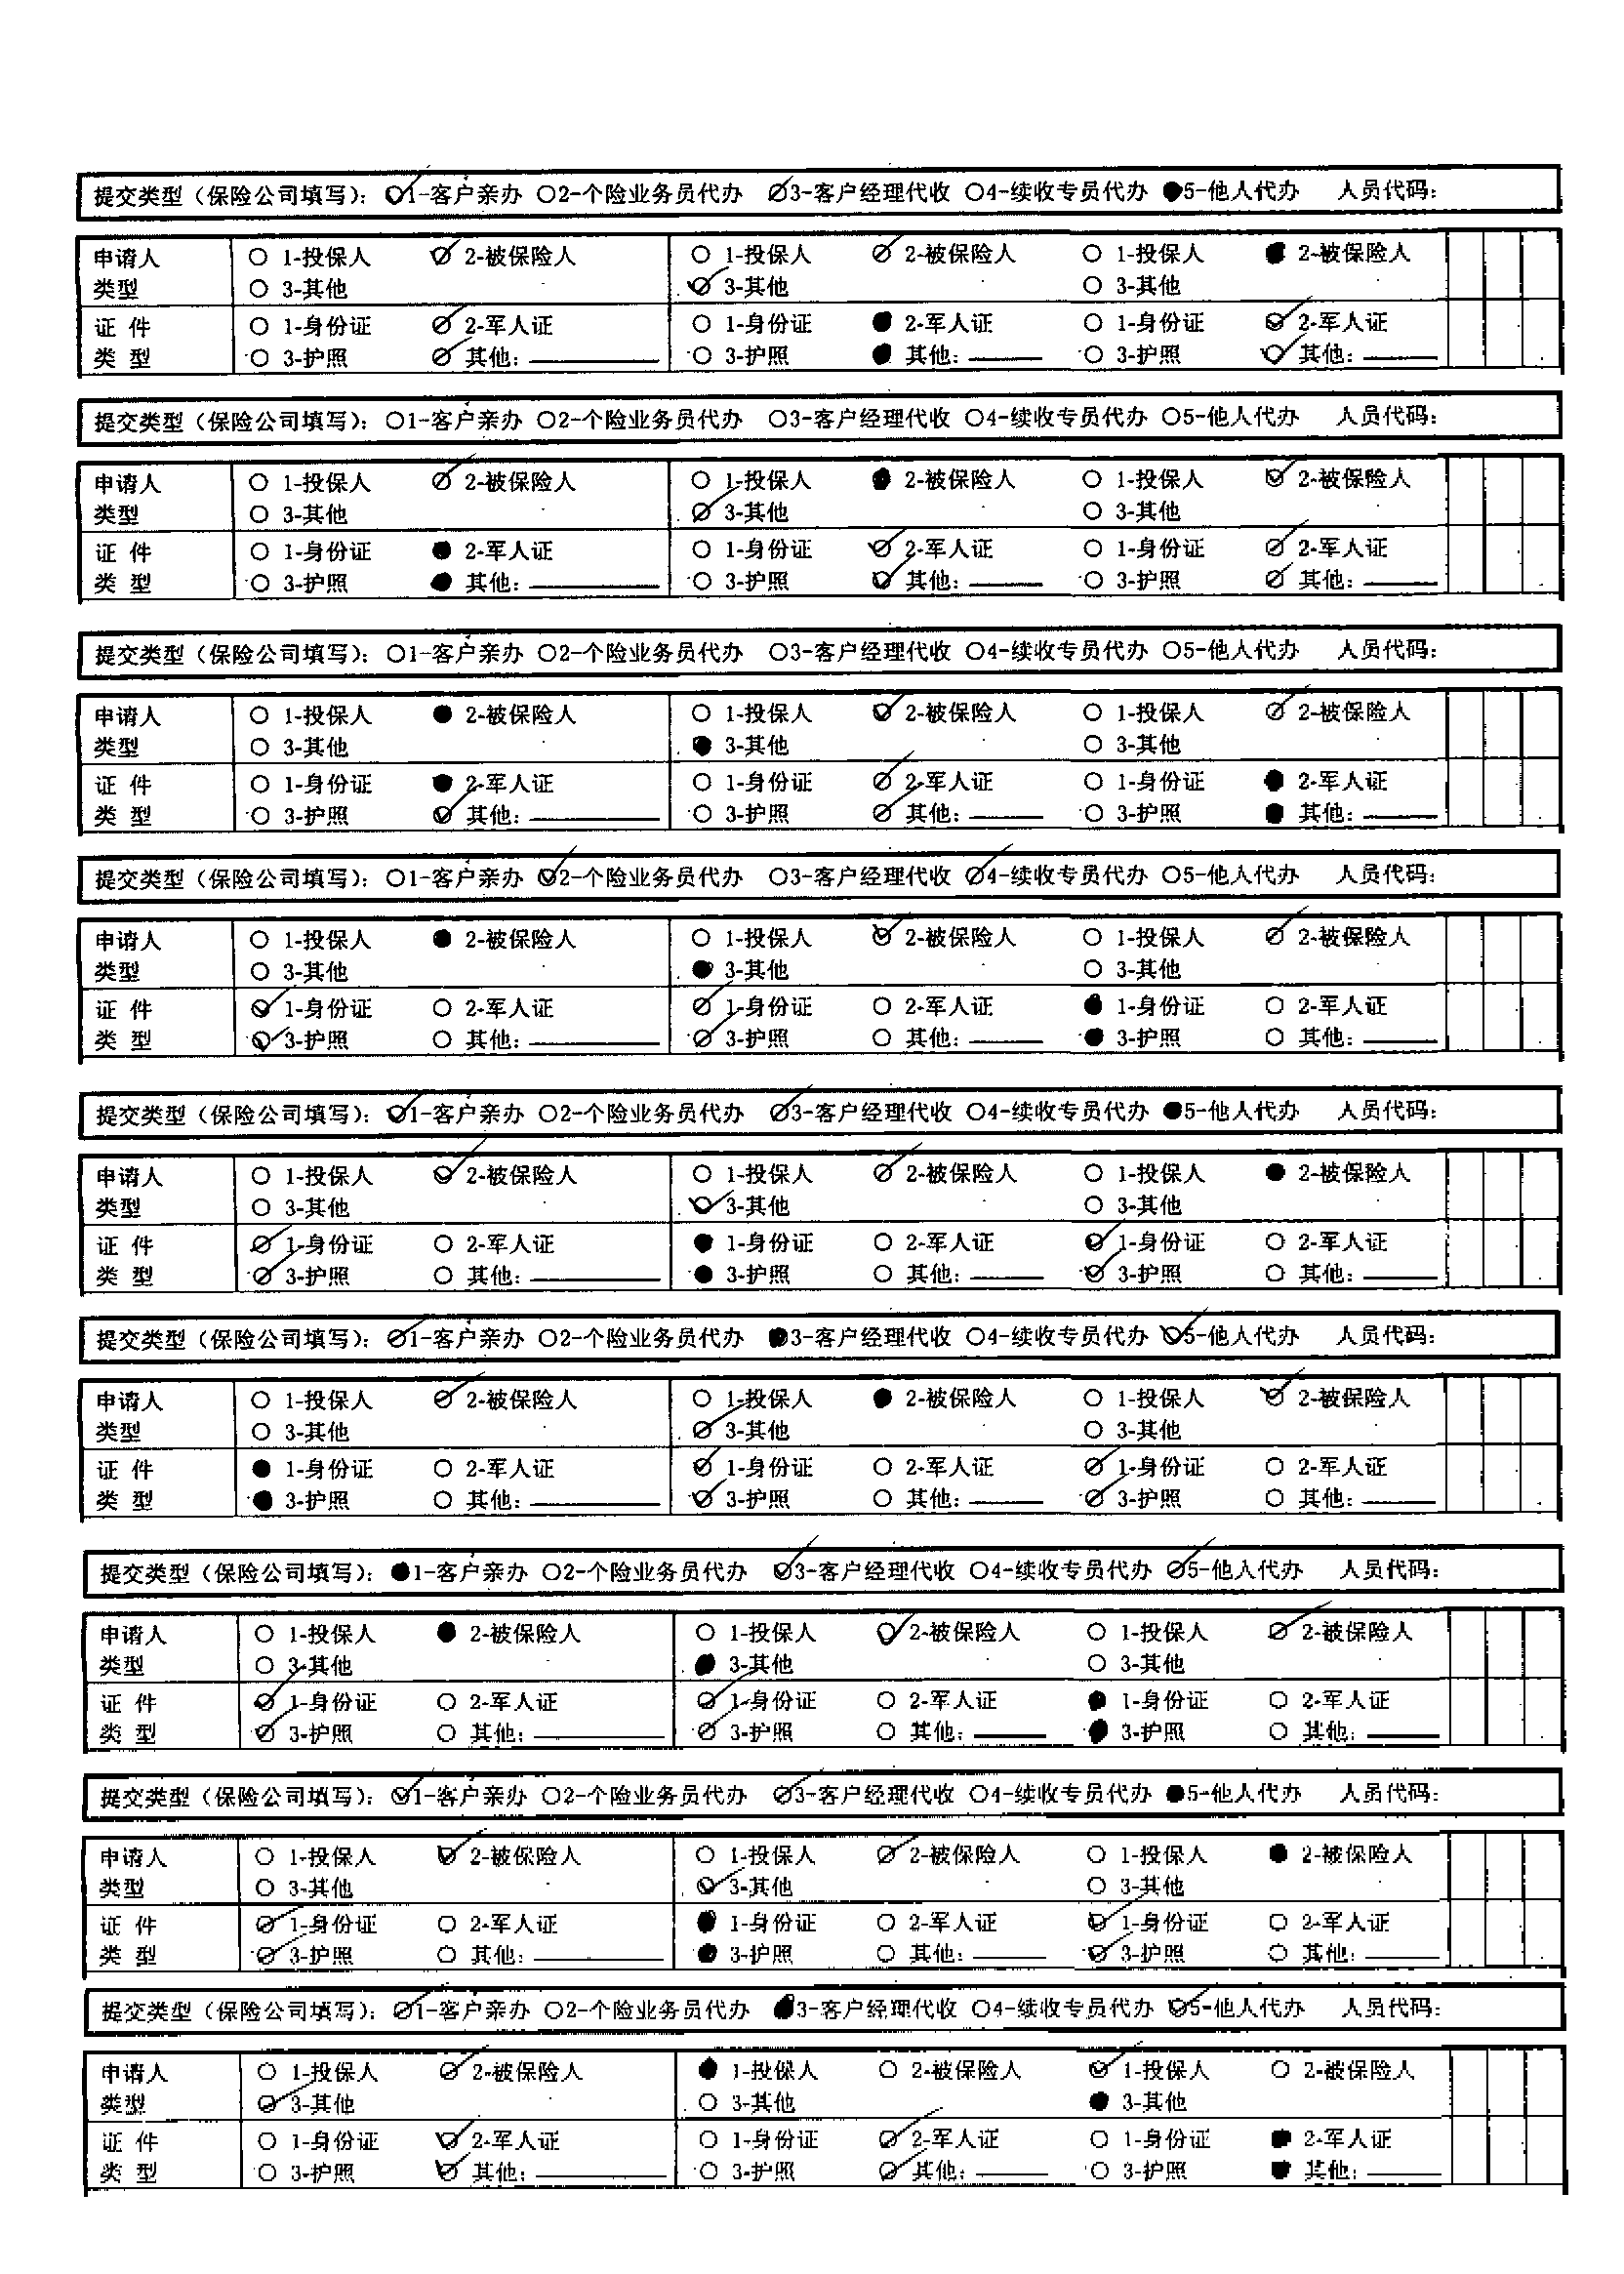 提交类型（保险公司填写）： ○1-客户亲办 ○2-个险业务员代办 ○3-客户经理代收 ○4-续收专员代办 ●5-他人代办 人员代码：
申请人 ○ 1-投保人 ○ 2-被保险人 ○ 1-投保人 ○ 2-被保险人 ○ 1-投保人 ● 2-被保险人
类型 ○ 3-其他 ○ 3-其他 ○ 3-其他
证 件 ○ 1-身份证 ○ 2-军人证 ○ 1-身份证 ● 2-军人证 ○ 1-身份证 ○ 2-军人证
类 型 ○ 3-护照 ○ 其他： ○ 3-护照 ● 其他： ○ 3-护照 ○ 其他：
提交类型（保险公司填写）： ○1-客户亲办 ○2-个险业务员代办 ○3-客户经理代收 ○4-续收专员代办 ○5-他人代办 人员代码：
申请人 ○ 1-投保人 ○ 2-被保险人 ○ 1-投保人 ● 2-被保险人 ○ 1-投保人 ○ 2-被保险人
类型 ○ 3-其他 ○ 3-其他 ○ 3-其他
证 件 ○ 1-身份证 ● 2-军人证 ○ 1-身份证 ○ 2-军人证 ○ 1-身份证 ○ 2-军人证
类 型 ○ 3-护照 ● 其他： ○ 3-护照 ○ 其他： ○ 3-护照 ○ 其他：
提交类型（保险公司填写）： ○1-客户亲办 ○2-个险业务员代办 ○3-客户经理代收 ○4-续收专员代办 ○5-他人代办 人员代码：
申请人 ○ 1-投保人 ● 2-被保险人 ○ 1-投保人 ○ 2-被保险人 ○ 1-投保人 ○ 2-被保险人
类型 ○ 3-其他 ● 3-其他 ○ 3-其他
证 件 ○ 1-身份证 ● 2-军人证 ○ 1-身份证 ○ 2-军人证 ○ 1-身份证 ● 2-军人证
类 型 ○ 3-护照 ○ 其他： ○ 3-护照 ○ 其他： ○ 3-护照 ● 其他：
提交类型（保险公司填写）： ○1-客户亲办 ○2-个险业务员代办 ○3-客户经理代收 ○4-续收专员代办 ○5-他人代办 人员代码：
申请人 ○ 1-投保人 ● 2-被保险人 ○ 1-投保人 ○ 2-被保险人 ○ 1-投保人 ○ 2-被保险人
类型 ○ 3-其他 ● 3-其他 ○ 3-其他
证 件 ○ 1-身份证 ○ 2-军人证 ○ 1-身份证 ○ 2-军人证 ● 1-身份证 ○ 2-军人证
类 型 ○ 3-护照 ○ 其他： ○ 3-护照 ○ 其他： ● 3-护照 ○ 其他：
提交类型（保险公司填写）： ○1-客户亲办 ○2-个险业务员代办 ○3-客户经理代收 ○4-续收专员代办 ●5-他人代办 人员代码：
申请人 ○ 1-投保人 ○ 2-被保险人 ○ 1-投保人 ○ 2-被保险人 ○ 1-投保人 ● 2-被保险人
类型 ○ 3-其他 ○ 3-其他 ○ 3-其他
证 件 ○ 1-身份证 ○ 2-军人证 ● 1-身份证 ○ 2-军人证 ○ 1-身份证 ○ 2-军人证
类 型 ○ 3-护照 ○ 其他： ● 3-护照 ○ 其他： ○ 3-护照 ○ 其他：
提交类型（保险公司填写）： ○1-客户亲办 ○2-个险业务员代办 ●3-客户经理代收 ○4-续收专员代办 ○5-他人代办 人员代码：
申请人 ○ 1-投保人 ○ 2-被保险人 ○ 1-投保人 ● 2-被保险人 ○ 1-投保人 ○ 2-被保险人
类型 ○ 3-其他 ○ 3-其他 ○ 3-其他
证 件 ● 1-身份证 ○ 2-军人证 ○ 1-身份证 ○ 2-军人证 ○ 1-身份证 ○ 2-军人证
类 型 ● 3-护照 ○ 其他： ○ 3-护照 ○ 其他： ○ 3-护照 ○ 其他：
提交类型（保险公司填写）： ●1-客户亲办 ○2-个险业务员代办 ○3-客户经理代收 ○4-续收专员代办 ○5-他人代办 人员代码：
申请人 ○ 1-投保人 ● 2-被保险人 ○ 1-投保人 ○ 2-被保险人 ○ 1-投保人 ○ 2-被保险人
类型 ○ 3-其他 ● 3-其他 ○ 3-其他
证 件 ○ 1-身份证 ○ 2-军人证 ○ 1-身份证 ○ 2-军人证 ● 1-身份证 ○ 2-军人证
类 型 ○ 3-护照 ○ 其他： ○ 3-护照 ○ 其他： ● 3-护照 ○ 其他：
提交类型（保险公司填写）： ○1-客户亲办 ○2-个险业务员代办 ○3-客户经理代收 ○4-续收专员代办 ●5-他人代办 人员代码：
申请人 ○ 1-投保人 ○ 2-被保险人 ○ 1-投保人 ○ 2-被保险人 ○ 1-投保人 ● 2-被保险人
类型 ○ 3-其他 ○ 3-其他 ○ 3-其他
证 件 ○ 1-身份证 ○ 2-军人证 ● 1-身份证 ○ 2-军人证 ○ 1-身份证 ○ 2-军人证
类 型 ○ 3-护照 ○ 其他： ● 3-护照 ○ 其他： ○ 3-护照 ○ 其他：
提交类型（保险公司填写）： ○1-客户亲办 ○2-个险业务员代办 ●3-客户经理代收 ○4-续收专员代办 ○5-他人代办 人员代码：
申请人 ○ 1-投保人 ○ 2-被保险人 ● 1-投保人 ○ 2-被保险人 ○ 1-投保人 ○ 2-被保险人
类型 ○ 3-其他 ○ 3-其他 ● 3-其他
证 件 ○ 1-身份证 ○ 2-军人证 ○ 1-身份证 ○ 2-军人证 ○ 1-身份证 ● 2-军人证
类 型 ○ 3-护照 ○ 其他： ○ 3-护照 ○ 其他： ○ 3-护照 ● 其他：